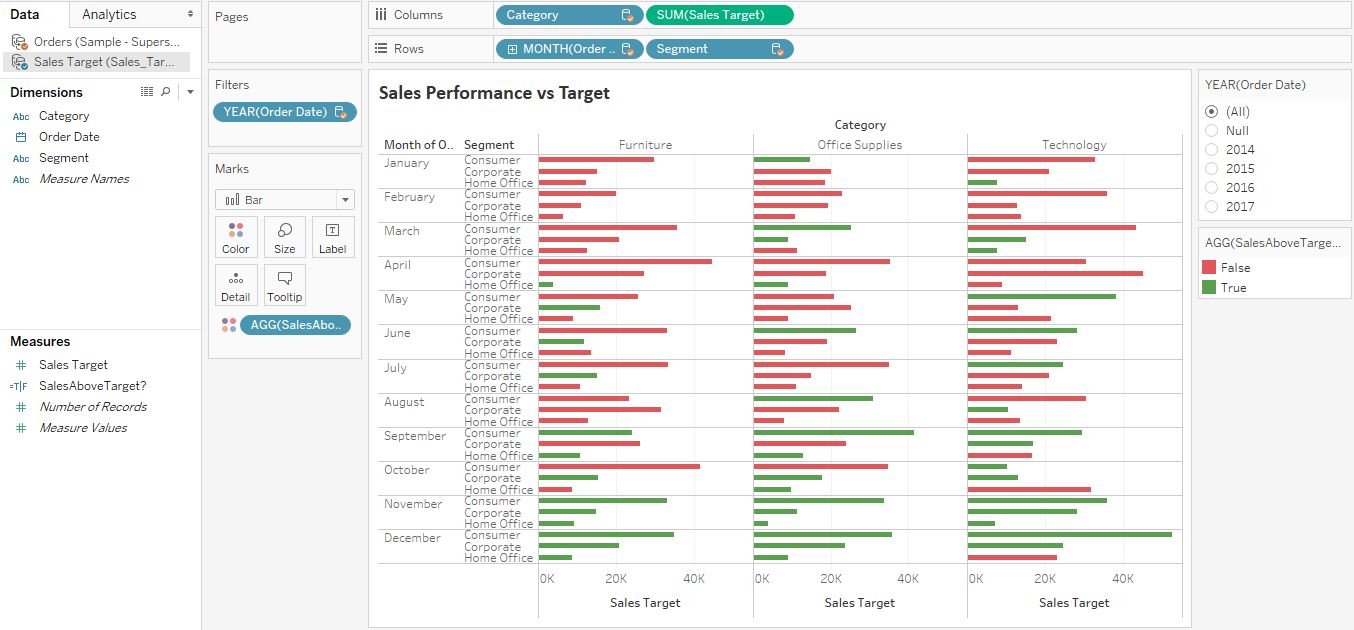 Data
Analytics
Orders (Sample - Supers...
Sales Target (Sales_Tar...
Dimensions
Abc Category
Order Date
Abc Segment
Abc Measure Names
Measures
Sales Target
=T|F SalesAboveTarget?
Number of Records
Measure Values
Pages
Filters
YEAR(Order Date)
Marks
Bar
Color Size Label
Detail Tooltip
AGG(SalesAbo..
Columns Category SUM(Sales Target)
Rows MONTH(Order .. Segment
Sales Performance vs Target
Category
Month of O.. Segment Furniture Office Supplies Technology
January Consumer
Corporate
Home Office
February Consumer
Corporate
Home Office
March Consumer
Corporate
Home Office
April Consumer
Corporate
Home Office
May Consumer
Corporate
Home Office
June Consumer
Corporate
Home Office
July Consumer
Corporate
Home Office
August Consumer
Corporate
Home Office
September Consumer
Corporate
Home Office
October Consumer
Corporate
Home Office
November Consumer
Corporate
Home Office
December Consumer
Corporate
Home Office
0K 20K 40K 0K 20K 40K 0K 20K 40K
Sales Target Sales Target Sales Target
YEAR(Order Date)
(All)
Null
2014
2015
2016
2017
AGG(SalesAboveTarge...
False
True